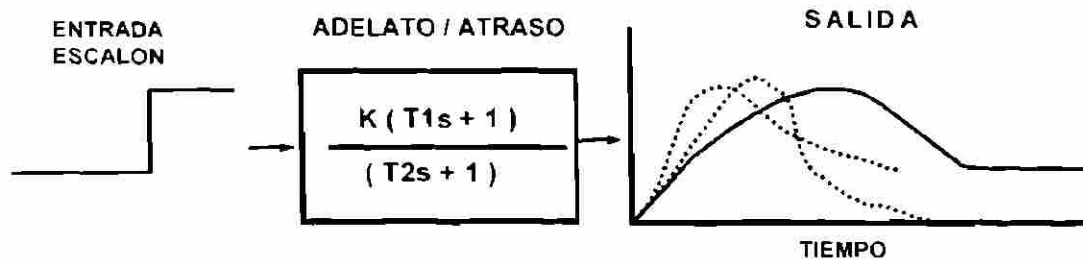 ENTRADA
ESCALON
ADELATO / ATRASO
K ( T1s + 1 )
( T2s + 1 )
SALIDA
TIEMPO